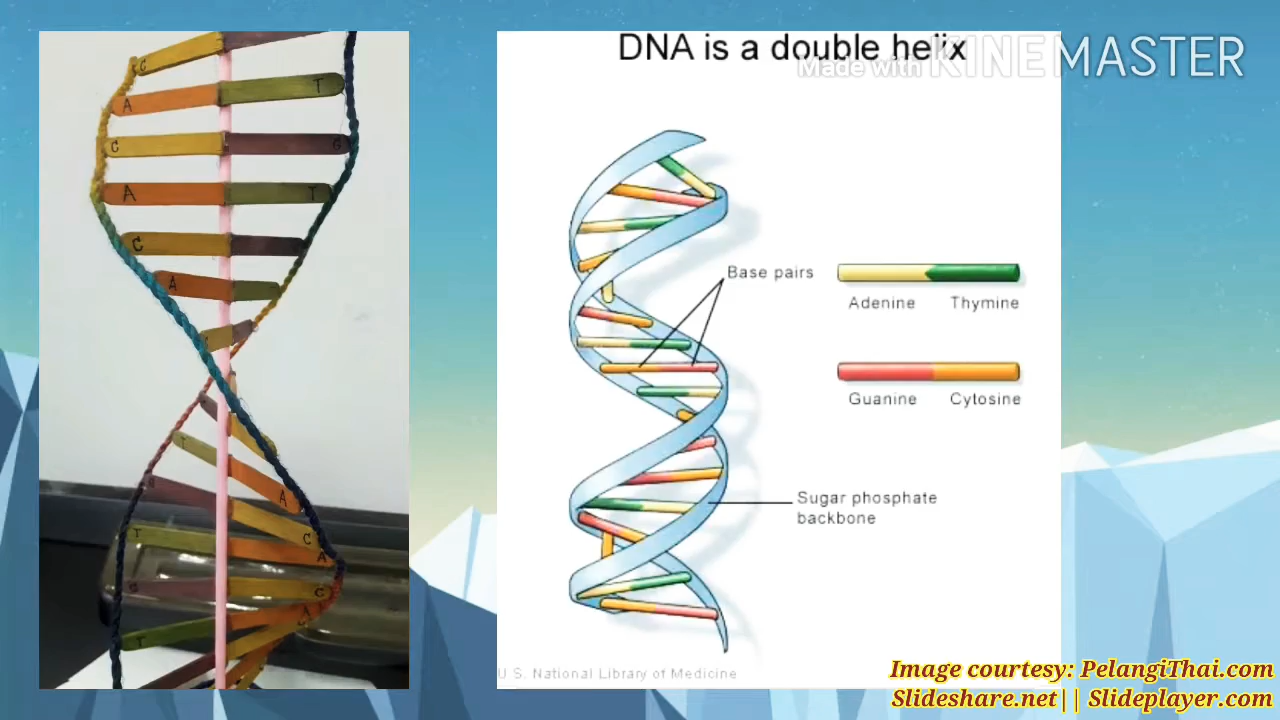 DNA is a double helix
Made with KINEMASTER
C
A T
C G
A T
C
A
T
A
G
C
T
A
G C
A
T
Base pairs
Adenine Thymine
Guanine Cytosine
Sugar phosphate
backbone
U.S. National Library of Medicine
Image courtesy: PelangiThai.com
Slideshare.net|| Slideplayer.com